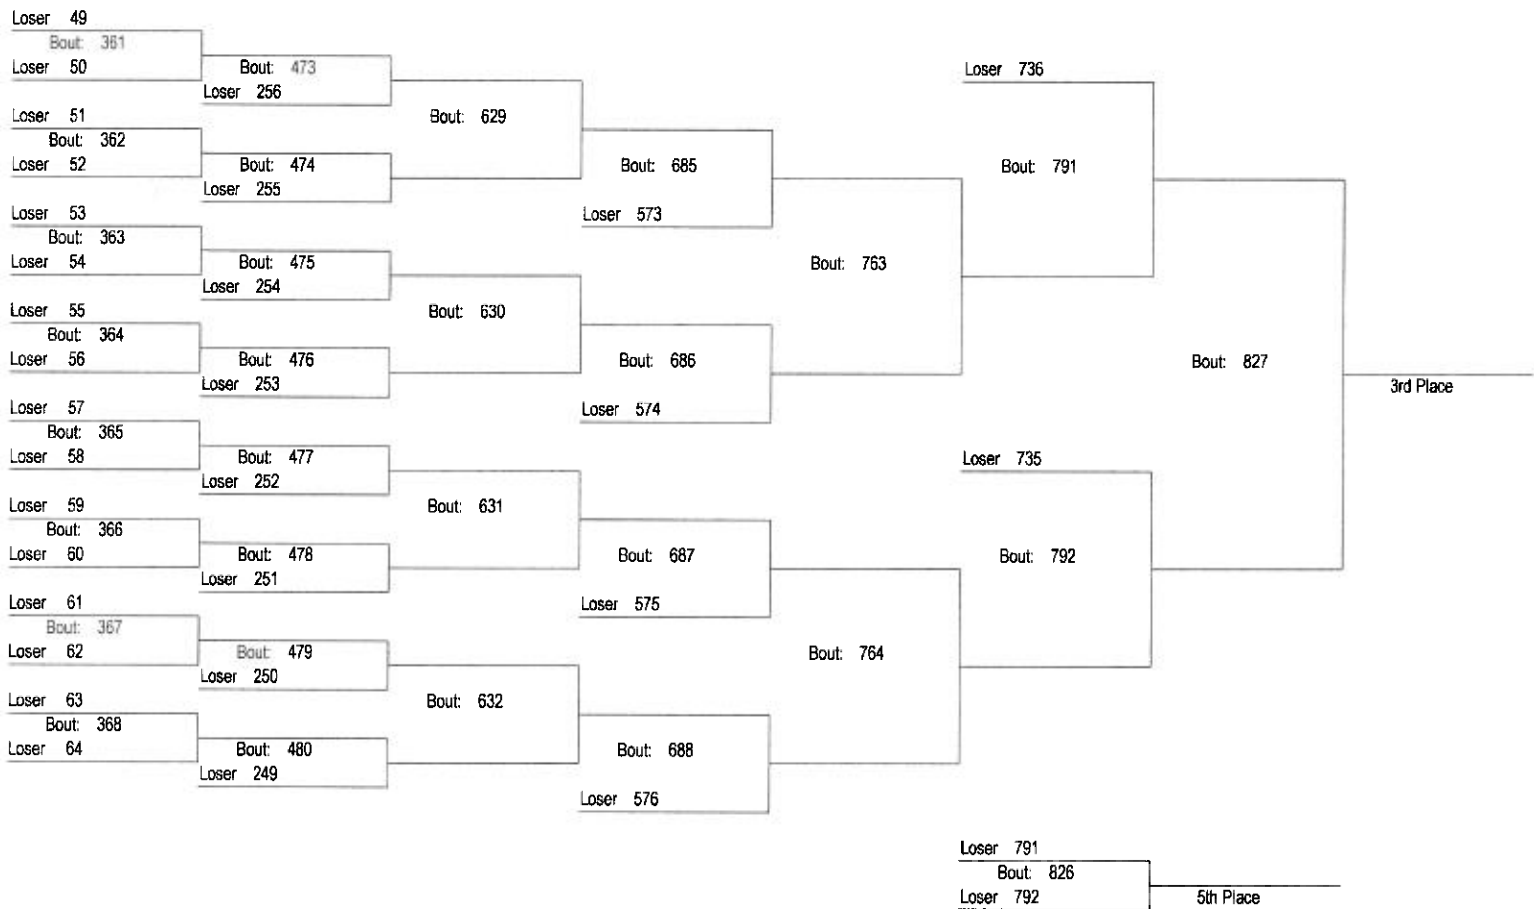 Loser 49
Bout: 361
Loser 50
Bout: 473
Loser 256
Loser 51
Bout: 362
Loser 52
Bout: 474
Loser 255
Bout: 629
Loser 53
Bout: 363
Loser 54
Bout: 475
Loser 254
Loser 55
Bout: 364
Loser 56
Bout: 476
Loser 253
Bout: 630
Loser 57
Bout: 365
Loser 58
Bout: 477
Loser 252
Loser 59
Bout: 366
Loser 60
Bout: 478
Loser 251
Bout: 631
Loser 61
Bout: 367
Loser 62
Bout: 479
Loser 250
Loser 63
Bout: 368
Loser 64
Bout: 480
Loser 249
Bout: 632
Bout: 685
Loser 573
Bout: 686
Loser 574
Bout: 687
Loser 575
Bout: 688
Loser 576
Bout: 763
Bout: 764
Loser 736
Bout: 791
Loser 735
Bout: 792
Bout: 827
3rd Place
Loser 791
Bout: 826
Loser 792
5th Place